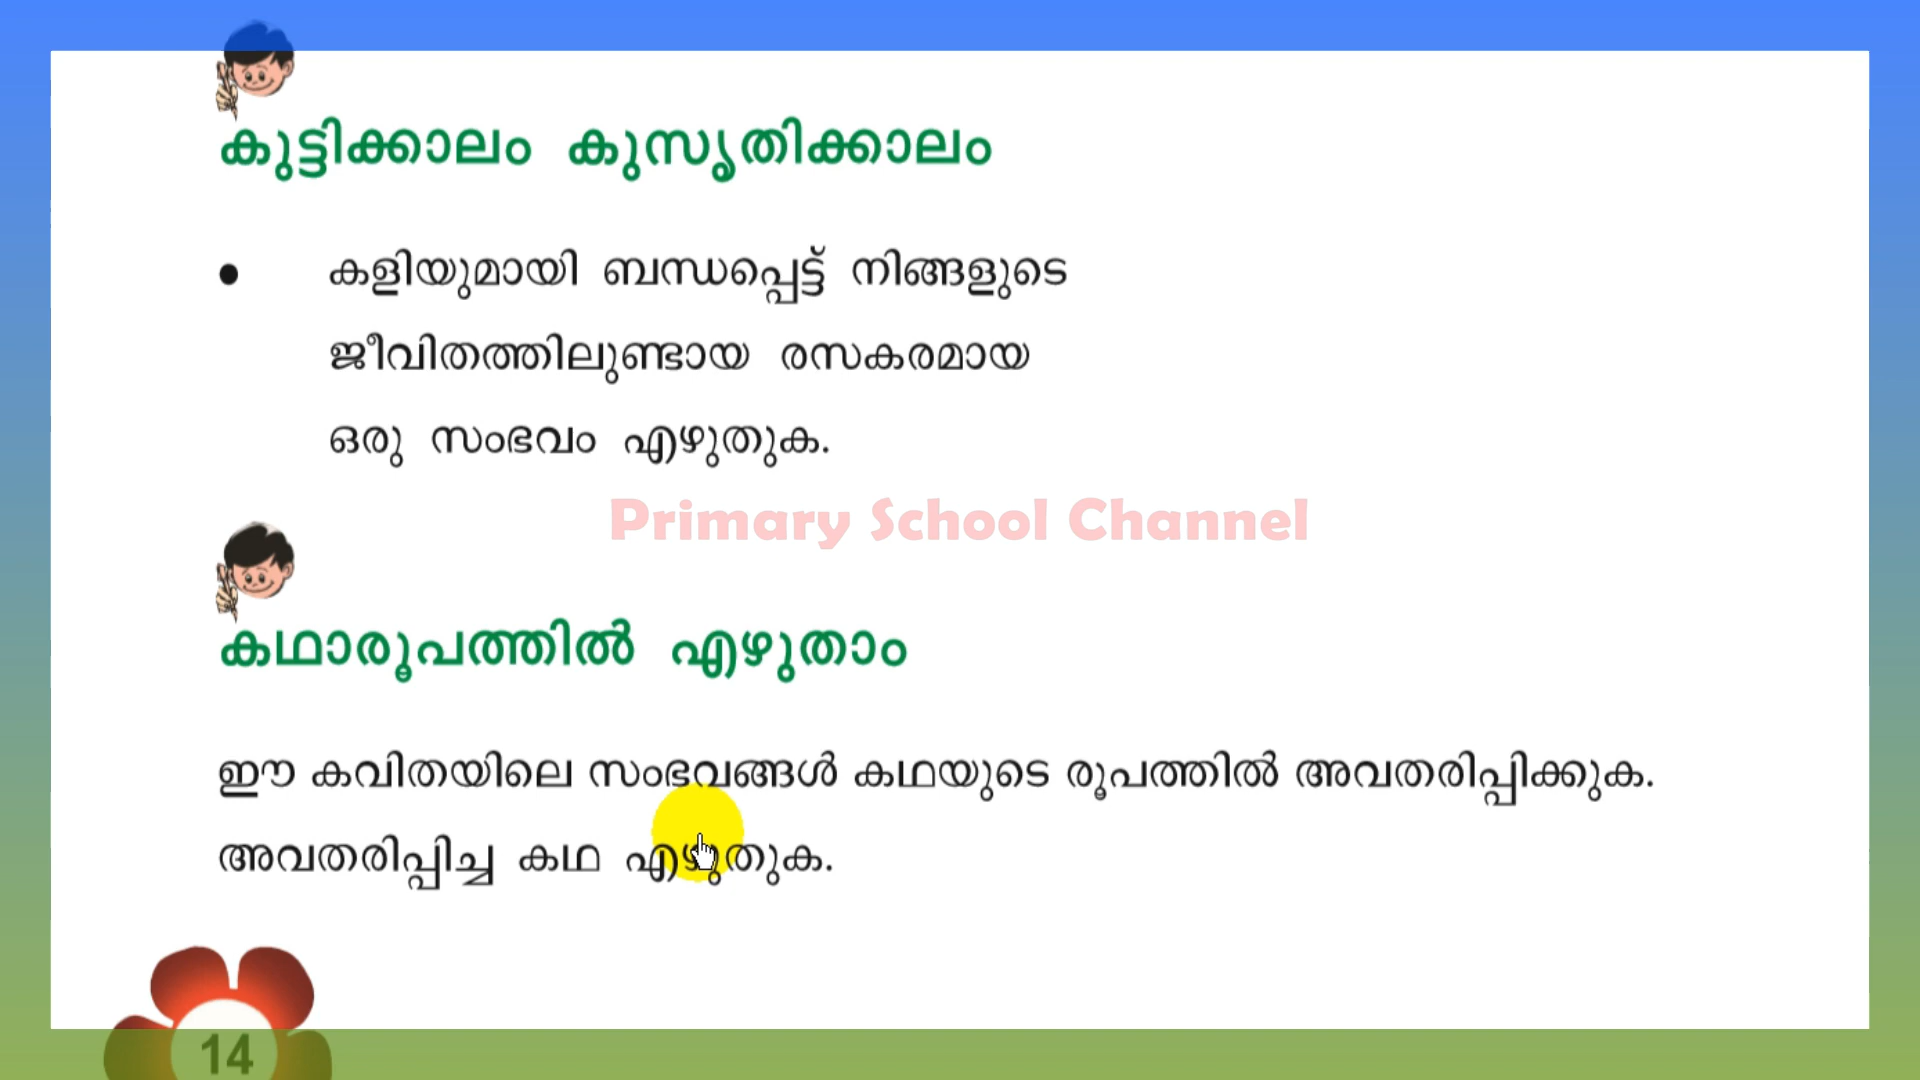 കുട്ടിക്കാലം കുസൃതിക്കാലം
● കളിയുമായി ബന്ധപ്പെട്ട് നിങ്ങളുടെ
ജീവിതത്തിലുണ്ടായ രസകരമായ
ഒരു സംഭവം എഴുതുക.
Primary School Channel
കഥാരൂപത്തിൽ എഴുതാം
ഈ കവിതയിലെ സംഭവങ്ങൾ കഥയുടെ രൂപത്തിൽ അവതരിപ്പിക്കുക.
അവതരിപ്പിച്ച കഥ എഴുതുക.
14